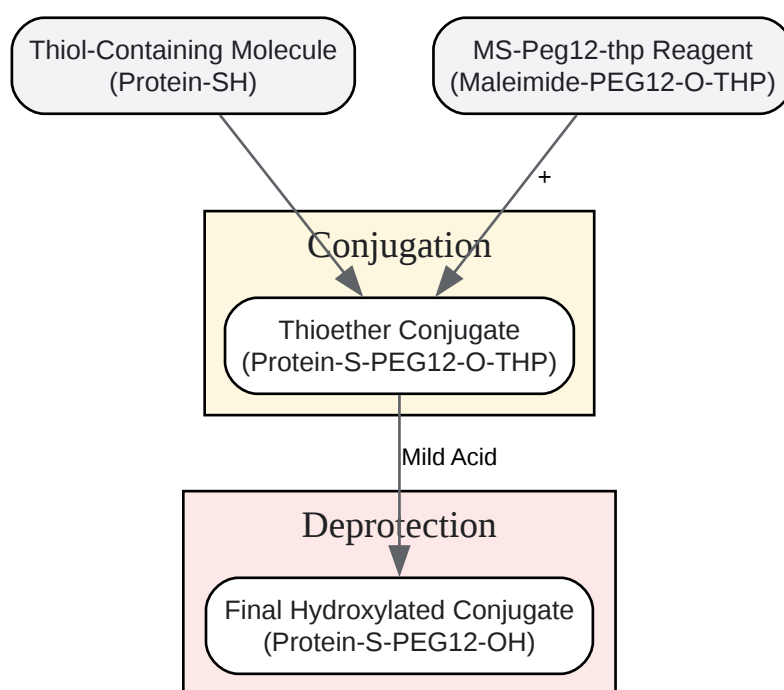 Thiol-Containing Molecule
(Protein-SH)
MS-Peg12-thp Reagent
(Maleimide-PEG12-O-THP)
+
Conjugation
Thioether Conjugate
(Protein-S-PEG12-O-THP)
Mild Acid
Deprotection
Final Hydroxylated Conjugate
(Protein-S-PEG12-OH)